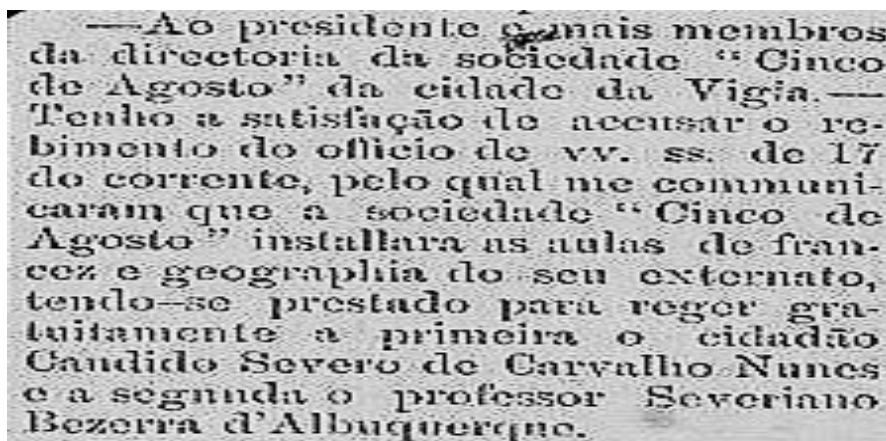 —Ao presidente e mais membros
da directoria da sociedade “Cinco
de Agosto” da cidade da Vigia.—
Tenho a satisfação de accusar o re-
bimento do officio de vv. ss. de 17
do corrente, pelo qual me communi-
caram que a sociedade “Cinco de
Agosto” installara as aulas de fran-
cez e geographia do seu externato,
tendo-se prestado para reger gra-
tuitamente a primeira o cidadão
Candido Severo de Carvalho Nunes
e a segunda o professor Severiano
Bezerra d'Albuquerque.